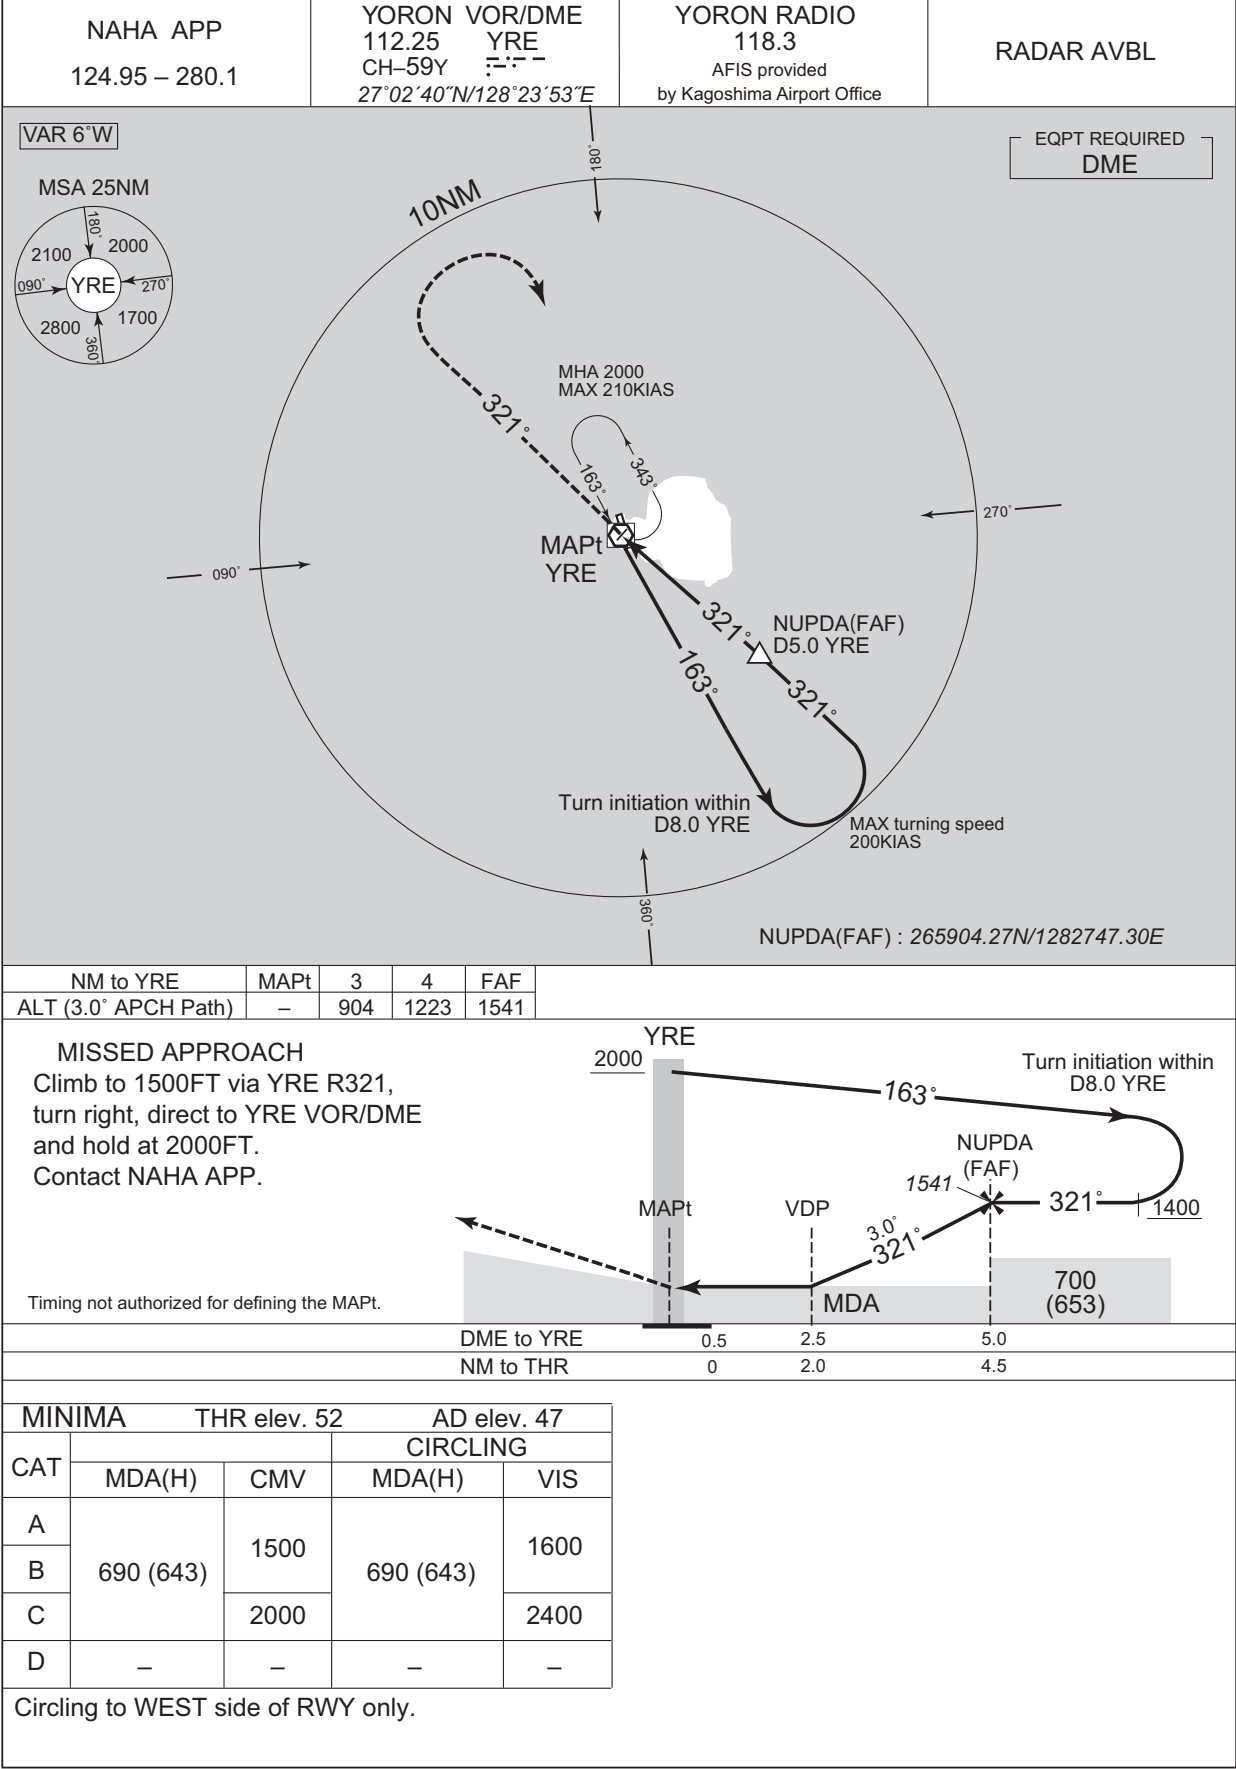 NAHA APP
124.95 – 280.1
YORON VOR/DME
112.25 YRE
CH–59Y
27°02´40˝N/128°23´53˝E
YORON RADIO
118.3
AFIS provided
by Kagoshima Airport Office
RADAR AVBL
VAR 6°W
EQPT REQUIRED
DME
MSA 25NM
180°
2100
2000
090°
YRE
270°
2800
1700
360°
180°
10NM
MHA 2000
MAX 210KIAS
321°
163°
343°
270°
090°
MAPt
YRE
321°
NUPDA(FAF)
D5.0 YRE
163°
321°
Turn initiation within
D8.0 YRE
MAX turning speed
200KIAS
360°
NUPDA(FAF) : 265904.27N/1282747.30E
NM to YRE MAPt 3 4 FAF
ALT (3.0° APCH Path) – 904 1223 1541
MISSED APPROACH
Climb to 1500FT via YRE R321,
turn right, direct to YRE VOR/DME
and hold at 2000FT.
Contact NAHA APP.
Timing not authorized for defining the MAPt.
YRE
2000
163°
Turn initiation within
D8.0 YRE
NUPDA
(FAF)
1541
321°
1400
MAPt
VDP
3.0°
321°
MDA
700
(653)
DME to YRE 0.5 2.5 5.0
NM to THR 0 2.0 4.5
MINIMA THR elev. 52 AD elev. 47
CAT
CIRCLING
MDA(H) CMV MDA(H) VIS
A
B
C
690 (643)
1500
690 (643)
1600
2000
2400
D – – – –
Circling to WEST side of RWY only.